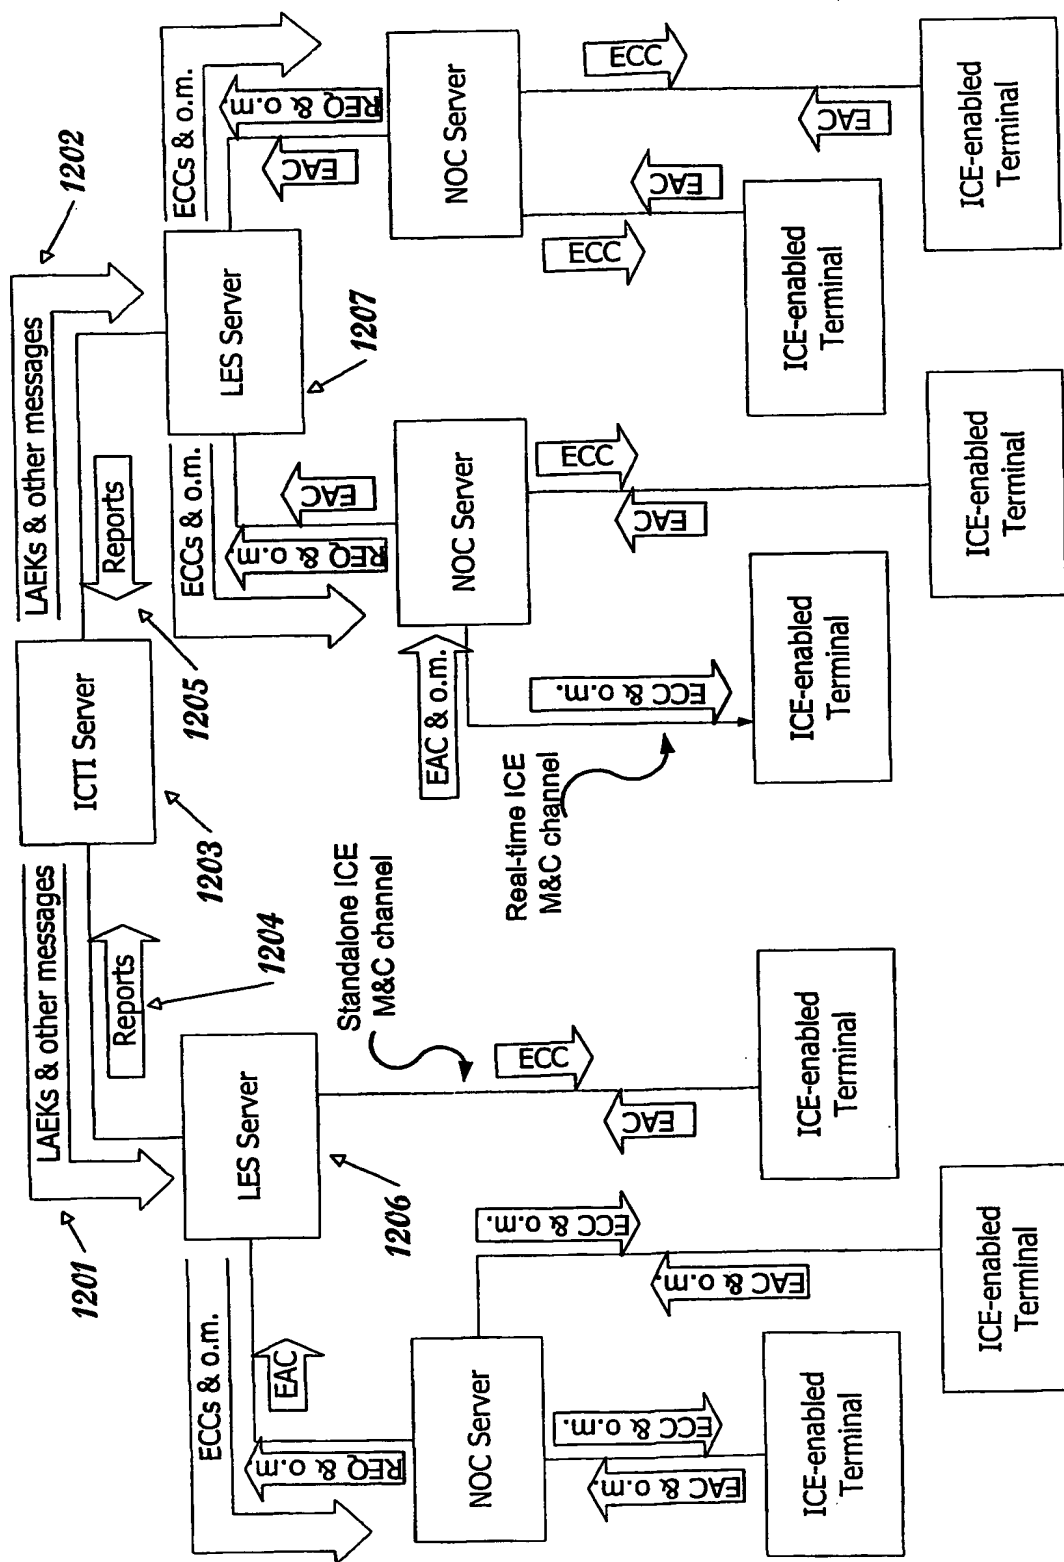 LAEKs & other messages
LAEKs & other messages
1201
1202
Reports
Reports
1204
1205
ICTI Server
1203
ECCs & o.m.
LES Server
1206
ECCs & o.m.
LES Server
1207
ECCs & o.m.
EAC
REQ & o.m.
Standalone ICE
M&C channel
REQ & o.m.
EAC
EAC
REQ & o.m.
NOC Server
EAC & o.m.
NOC Server
NOC Server
Real-time ICE
M&C channel
EAC & o.m.
ECC & o.m.
ECC & o.m.
EAC & o.m.
EAC
ECC
ECC & o.m.
EAC
ECC
ECC
EAC
EAC
ECC
ICE-enabled
Terminal
ICE-enabled
Terminal
ICE-enabled
Terminal
ICE-enabled
Terminal
ICE-enabled
Terminal
ICE-enabled
Terminal
ICE-enabled
Terminal